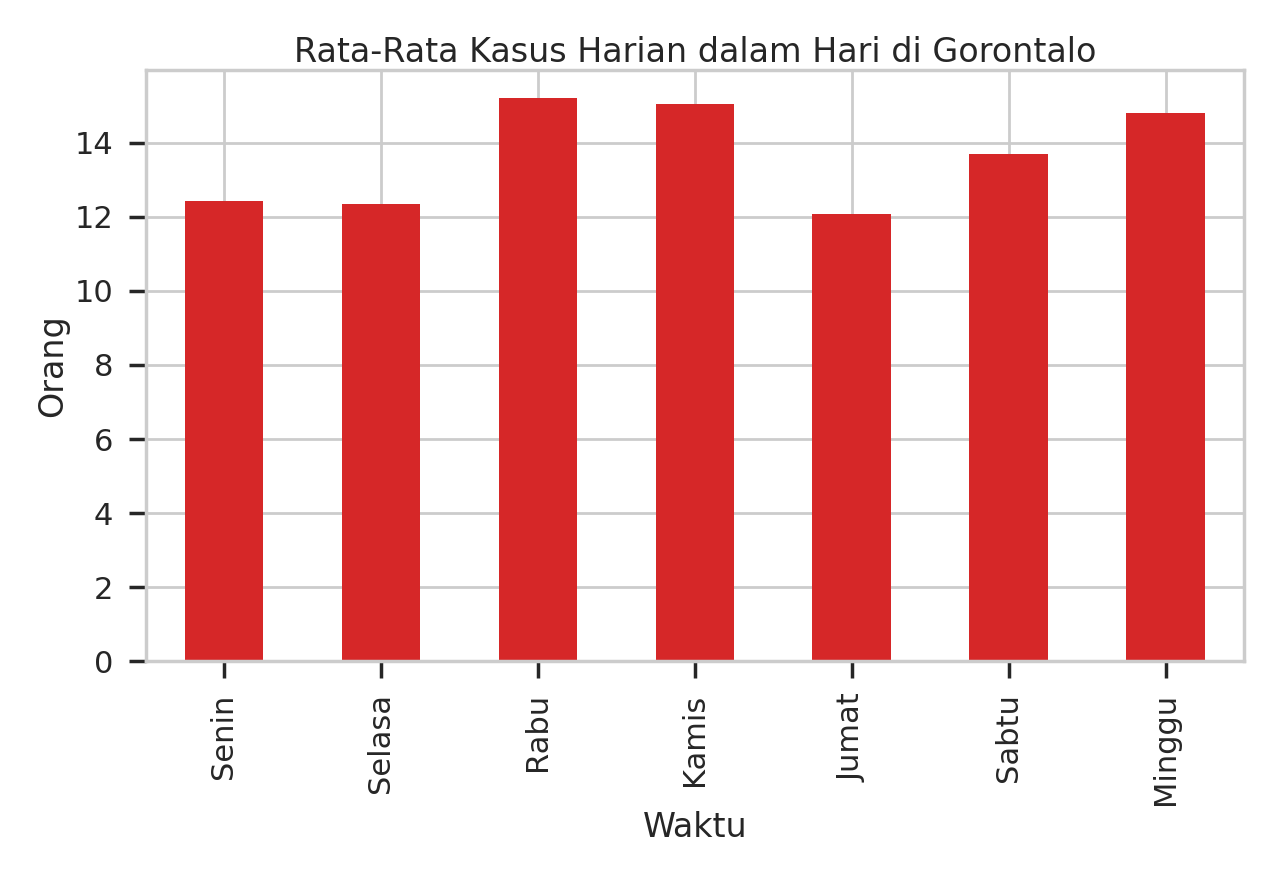 Rata-Rata Kasus Harian dalam Hari di Gorontalo
Orang
14
12
10
8
6
4
2
0
Senin
Selasa
Rabu
Kamis
Jumat
Sabtu
Minggu
Waktu